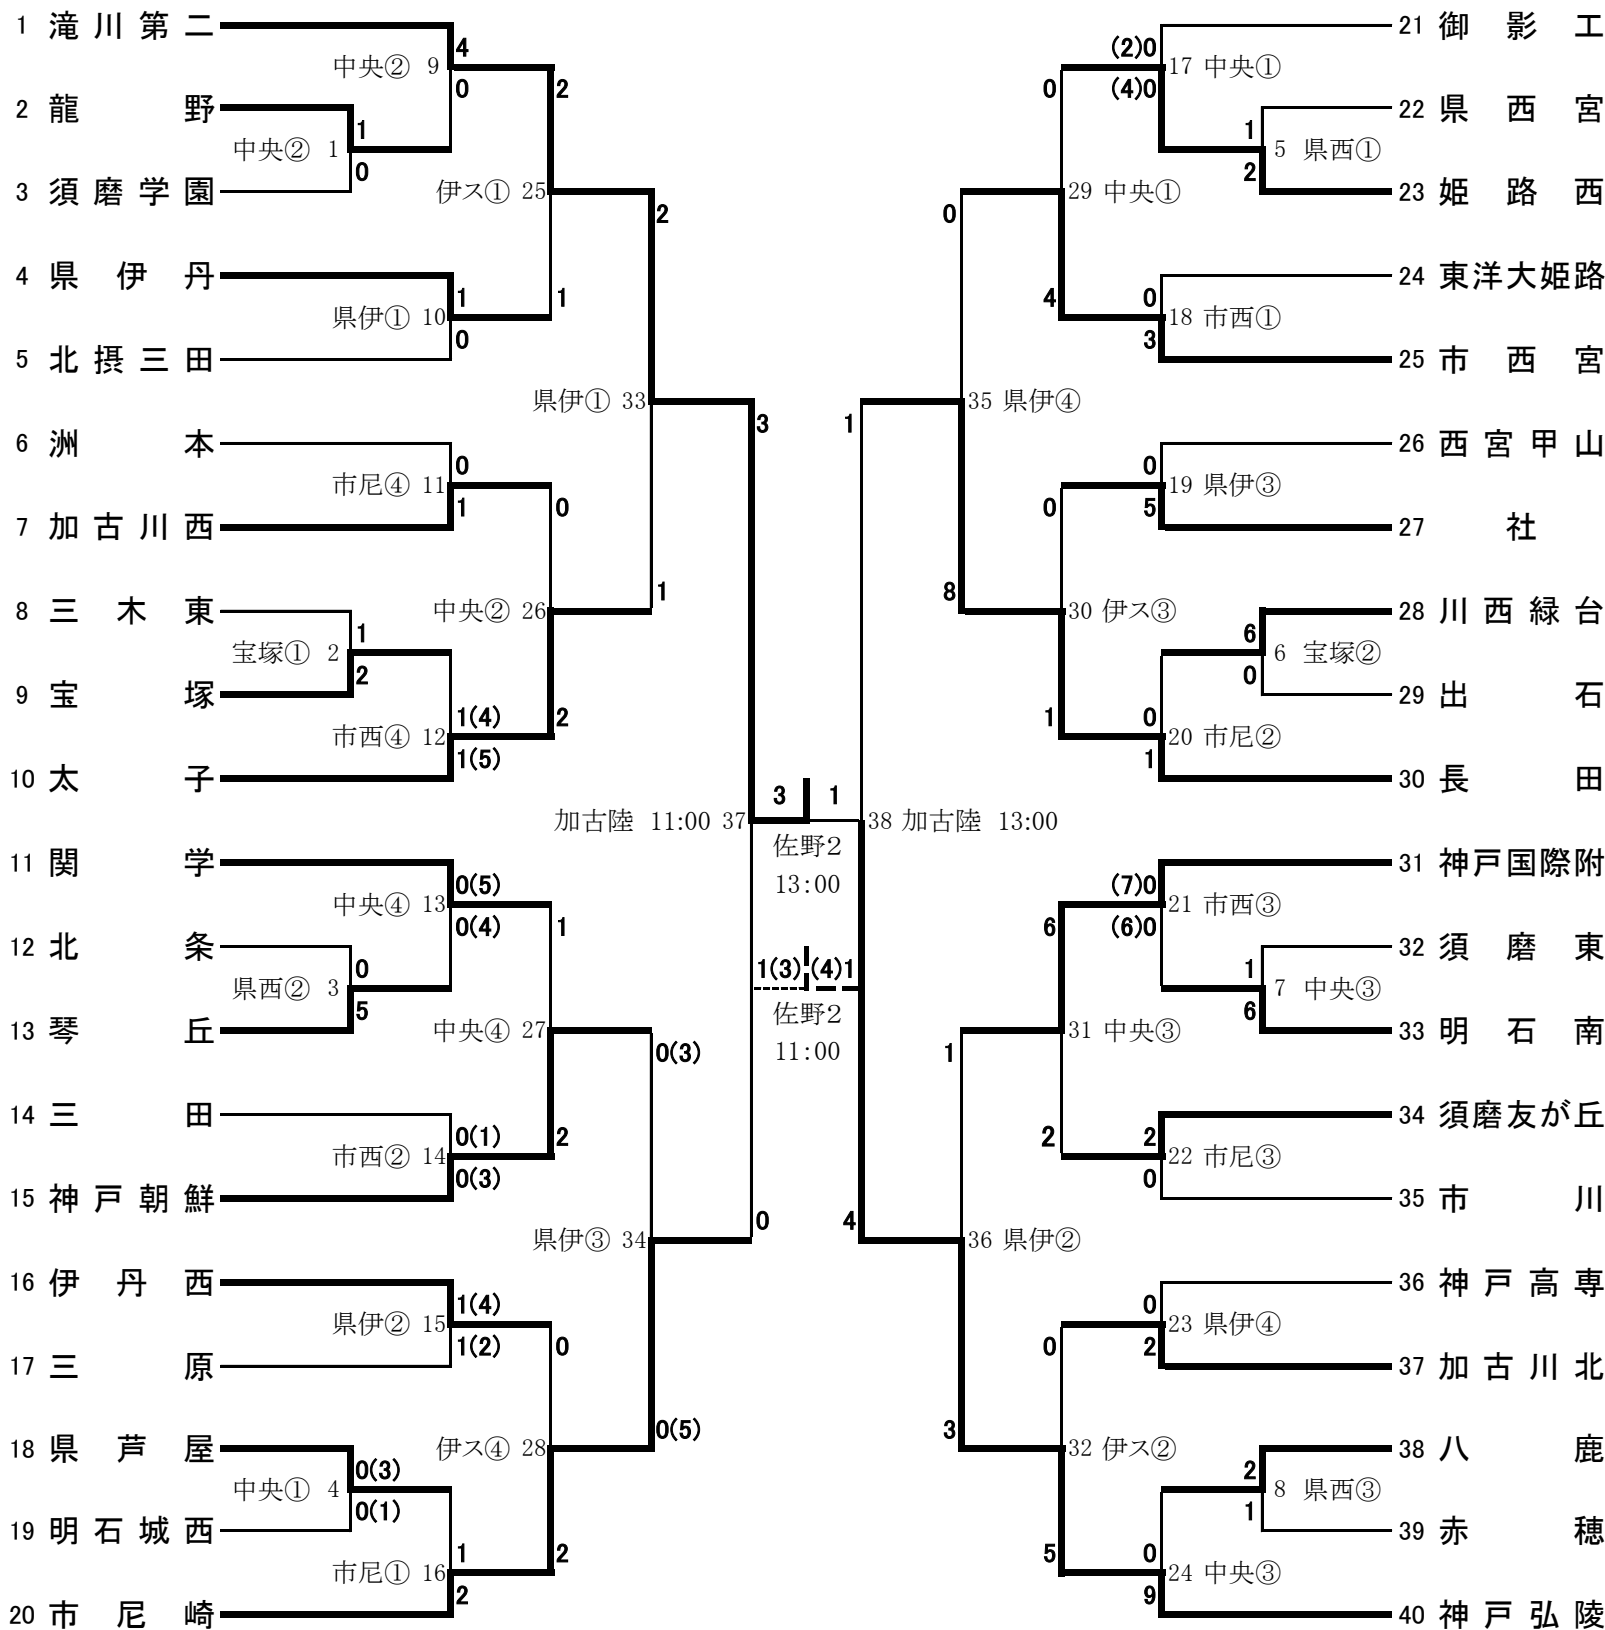 1 滝川第二
4
中央② 9
0
2
2 龍野
1
中央② 1
0
3 須磨学園
伊ス① 25
2
4 県伊丹
1
県伊① 10
0
1
5 北摂三田
県伊① 33
3
6 洲本
0
市尼④ 11
1
0
7 加古川西
8 三木東
1
宝塚① 2
2
中央② 26
1
9 宝塚
1(4)
市西④ 12
1(5)
2
10 太子
加古陸 11:00 37
11 関学
0(5)
中央④ 13
0(4)
1
12 北条
0
県西② 3
5
13 琴丘
中央④ 27
0(3)
14 三田
0(1)
市西② 14
0(3)
2
15 神戸朝鮮
県伊③ 34
0
16 伊丹西
1(4)
県伊② 15
1(2)
0
17 三原
18 県芦屋
0(3)
中央① 4
0(1)
伊ス④ 28
0(5)
19 明石城西
1
市尼① 16
2
2
20 市尼崎
3 1
佐野2
13:00
1(3) (4)1
佐野2
11:00
21 御影工
(2)0
17 中央①
(4)0
0
22 県西宮
1
5 県西①
2
23 姫路西
29 中央①
0
24 東洋大姫路
0
18 市西①
3
4
25 市西宮
35 県伊④
1
26 西宮甲山
0
19 県伊③
5
0
27 社
28 川西緑台
6
6 宝塚②
0
30 伊ス③
8
29 出石
0
20 市尼②
1
1
30 長田
38 加古陸 13:00
31 神戸国際附
(7)0
21 市西③
(6)0
6
32 須磨東
1
7 中央③
6
33 明石南
31 中央③
1
34 須磨友が丘
2
22 市尼③
0
2
35 市川
36 県伊②
4
36 神戸高専
0
23 県伊④
2
0
37 加古川北
38 八鹿
2
8 県西③
1
32 伊ス②
3
39 赤穂
0
24 中央③
9
5
40 神戸弘陵